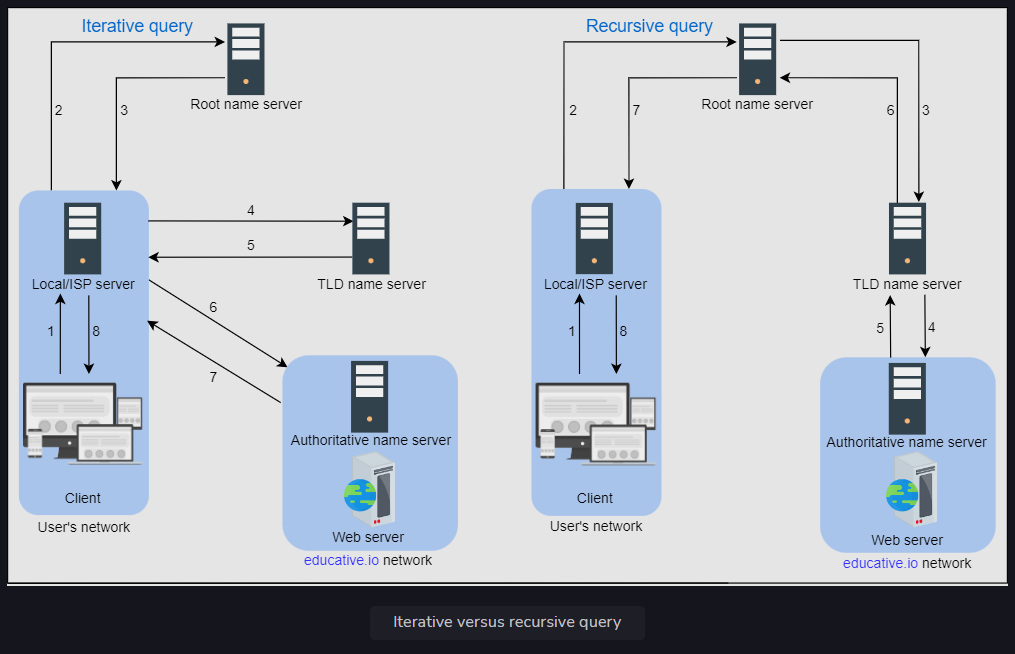 Iterative query
Root name server
2
3
4
5
Local/ISP server
TLD name server
1
8
6
7
Authoritative name server
Client
User's network
Web server
educative.io network
Recursive query
Root name server
2
7
6
3
Local/ISP server
TLD name server
1
8
5
4
Authoritative name server
Client
User's network
Web server
educative.io network
Iterative versus recursive query